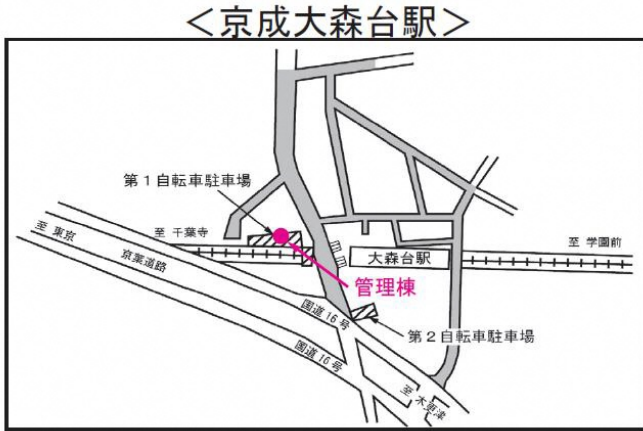 <京成大森台駅>
第1自転車駐車場
至 東京
至 千葉寺
京葉道路
大森台駅
至 学園前
管理棟
国道16号
第2自転車駐車場
国道16号
至 木更津